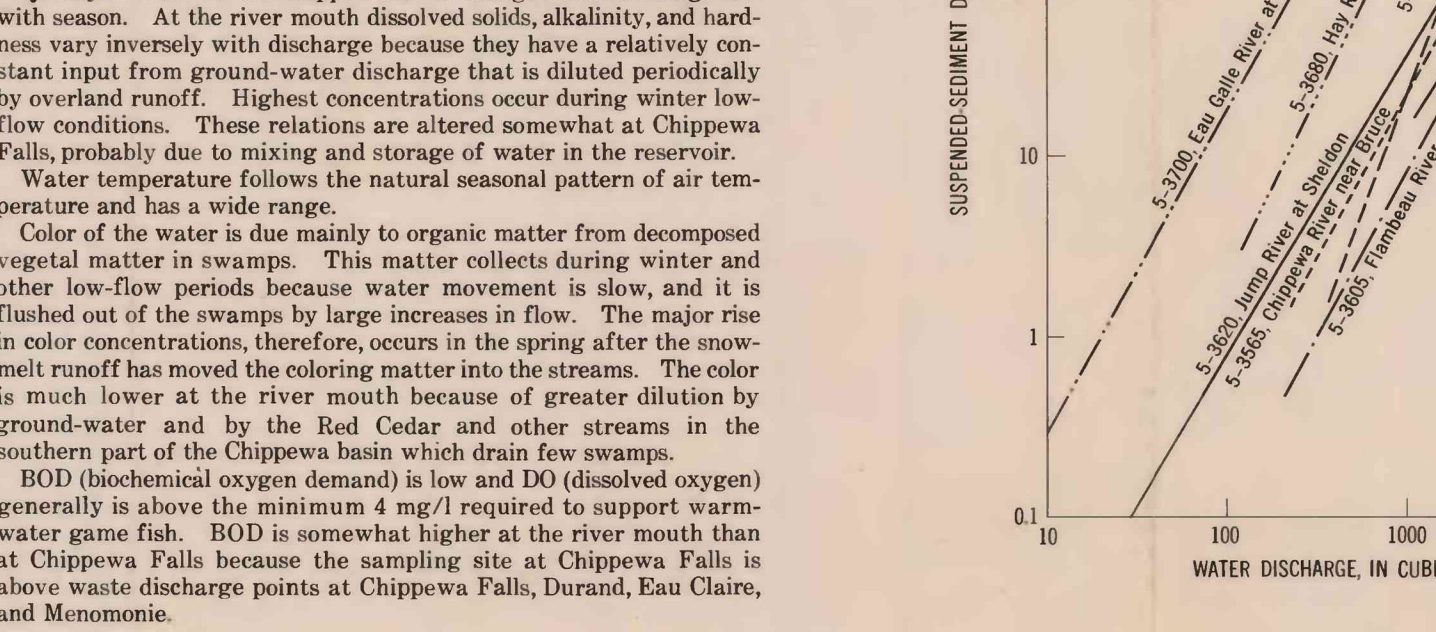 with season. At the river mouth dissolved solids, alkalinity, and hard-
ness vary inversely with discharge because they have a relatively con-
stant input from ground-water discharge that is diluted periodically
by overland runoff. Highest concentrations occur during winter low-
flow conditions. These relations are altered somewhat at Chippewa
Falls, probably due to mixing and storage of water in the reservoir.
Water temperature follows the natural seasonal pattern of air tem-
perature and has a wide range.
Color of the water is due mainly to organic matter from decomposed
vegetal matter in swamps. This matter collects during winter and
other low-flow periods because water movement is slow, and it is
flushed out of the swamps by large increases in flow. The major rise
in color concentrations, therefore, occurs in the spring after the snow-
melt runoff has moved the coloring matter into the streams. The color
is much lower at the river mouth because of greater dilution by
ground-water and by the Red Cedar and other streams in the
southern part of the Chippewa basin which drain few swamps.
BOD (biochemical oxygen demand) is low and DO (dissolved oxygen)
generally is above the minimum 4 mg/l required to support warm-
water game fish. BOD is somewhat higher at the river mouth than
at Chippewa Falls because the sampling site at Chippewa Falls is
above waste discharge points at Chippewa Falls, Durand, Eau Claire,
and Menomonie.
SUSPENDED-SEDIMENT D
10
1
0.1
5-3700, Eau Galle River at
5-3680, Hay R
5-3620, Jump River at Sheldon
5-3565, Chippewa River near Bruce
5-3605, Flambeau River
10
100
1000
WATER DISCHARGE, IN CUBI